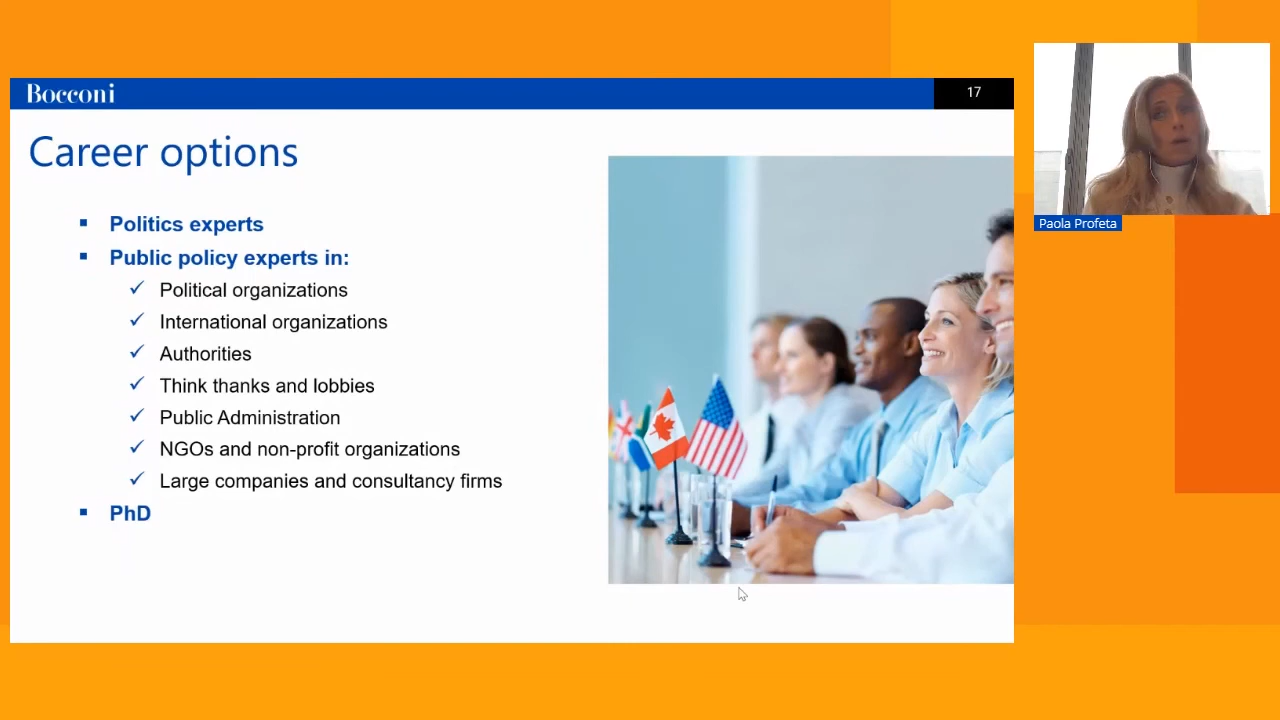 Bocconi
17
Career options
▪ Politics experts
▪ Public policy experts in:
✓ Political organizations
✓ International organizations
✓ Authorities
✓ Think thanks and lobbies
✓ Public Administration
✓ NGOs and non-profit organizations
✓ Large companies and consultancy firms
▪ PhD
Paola Profeta